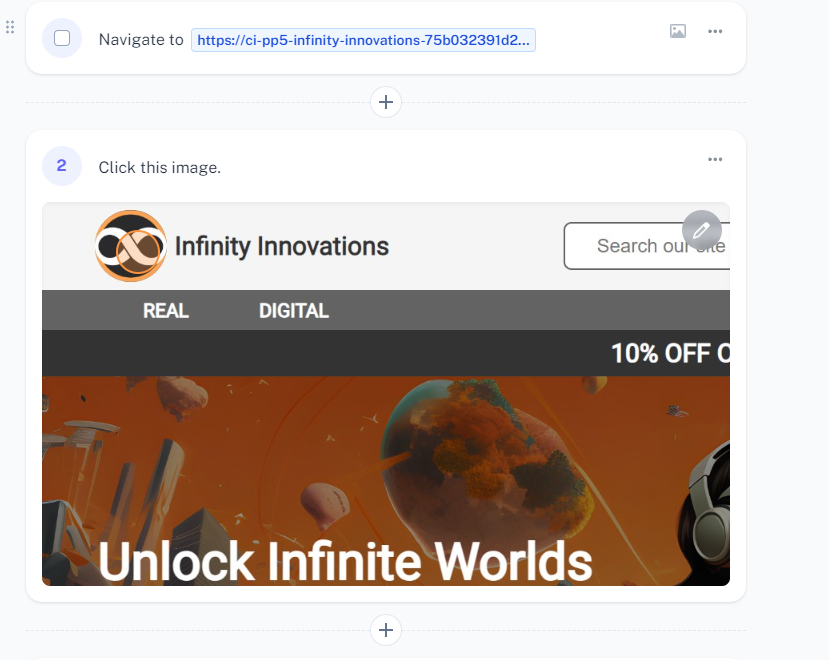 Navigate to https://ci-pp5-infinity-innovations-75b032391d2...
2 Click this image.
Infinity Innovations
Search our site
REAL DIGITAL
10% OFF O
Unlock Infinite Worlds